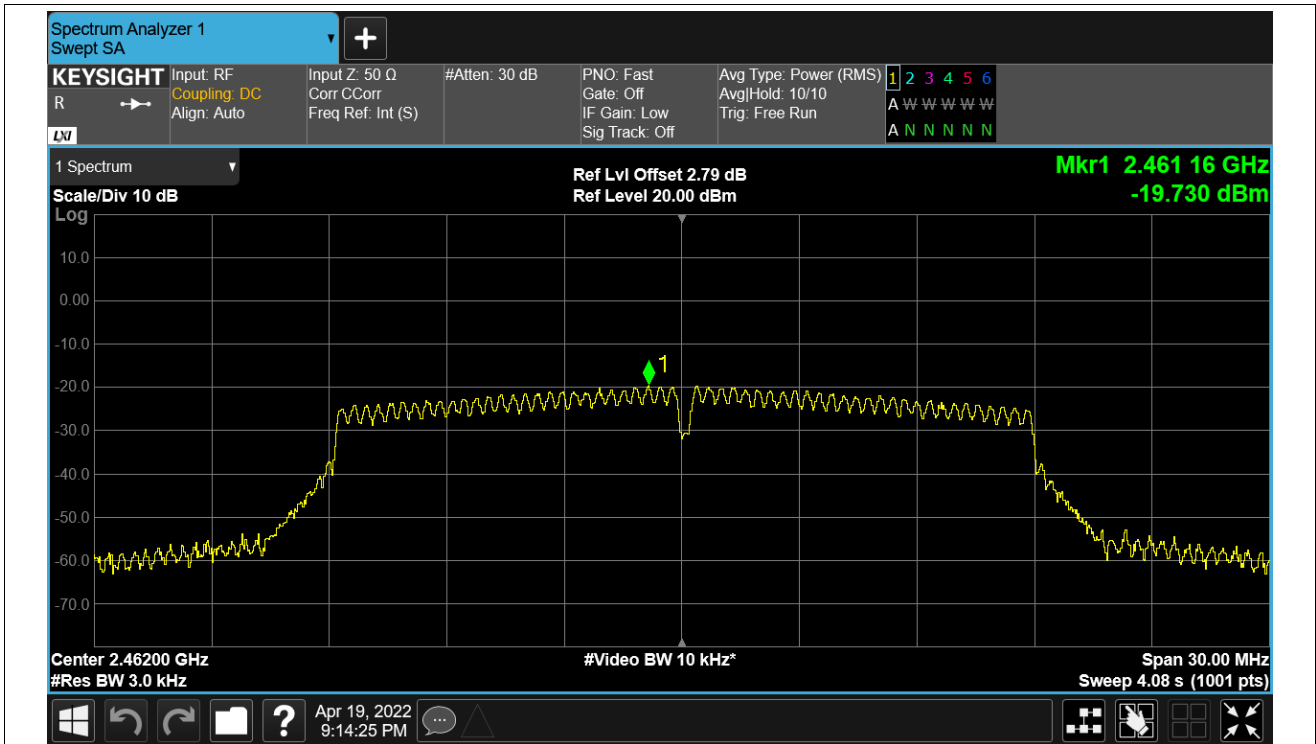 Spectrum Analyzer 1
Swept SA
KEYSIGHT
R
LXI
Input: RF
Coupling: DC
Align: Auto
Input Z: 50 Ω
Corr CCorr
Freq Ref: Int (S)
#Atten: 30 dB
PNO: Fast
Gate: Off
IF Gain: Low
Sig Track: Off
Avg Type: Power (RMS)
Avg|Hold: 10/10
Trig: Free Run
1 2 3 4 5 6
A W W W W W
A N N N N N
1 Spectrum
Scale/Div 10 dB
Log
Ref Lvl Offset 2.79 dB
Ref Level 20.00 dBm
Mkr1 2.461 16 GHz
-19.730 dBm
10.0
0.00
-10.0
-20.0
-30.0
-40.0
-50.0
-60.0
-70.0
1
Center 2.46200 GHz
#Res BW 3.0 kHz
#Video BW 10 kHz*
Span 30.00 MHz
Sweep 4.08 s (1001 pts)
?
Apr 19, 2022
9:14:25 PM